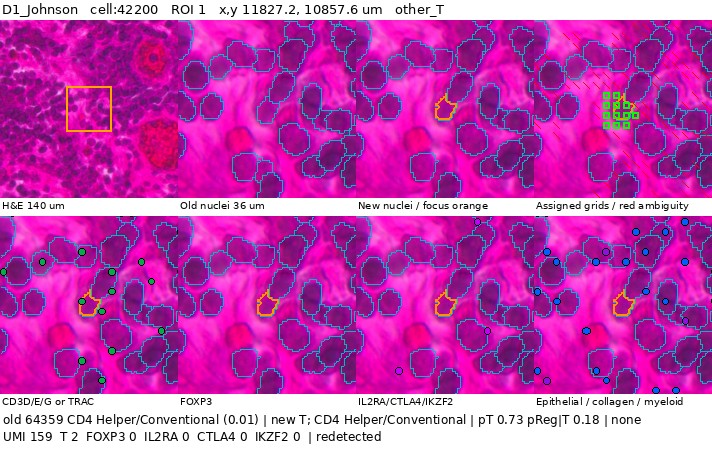 D1_Johnson   cell:42200   ROI 1   x,y 11827.2, 10857.6 um   other_T
H&E 140 um
Old nuclei 36 um
New nuclei / focus orange
Assigned grids / red ambiguity
CD3D/E/G or TRAC
FOXP3
IL2RA/CTLA4/IKZF2
Epithelial / collagen / myeloid
old 64359 CD4 Helper/Conventional (0.01) | new T; CD4 Helper/Conventional | pT 0.73 pReg|T 0.18 | none
UMI 159  T 2  FOXP3 0  IL2RA 0  CTLA4 0  IKZF2 0  | redetected